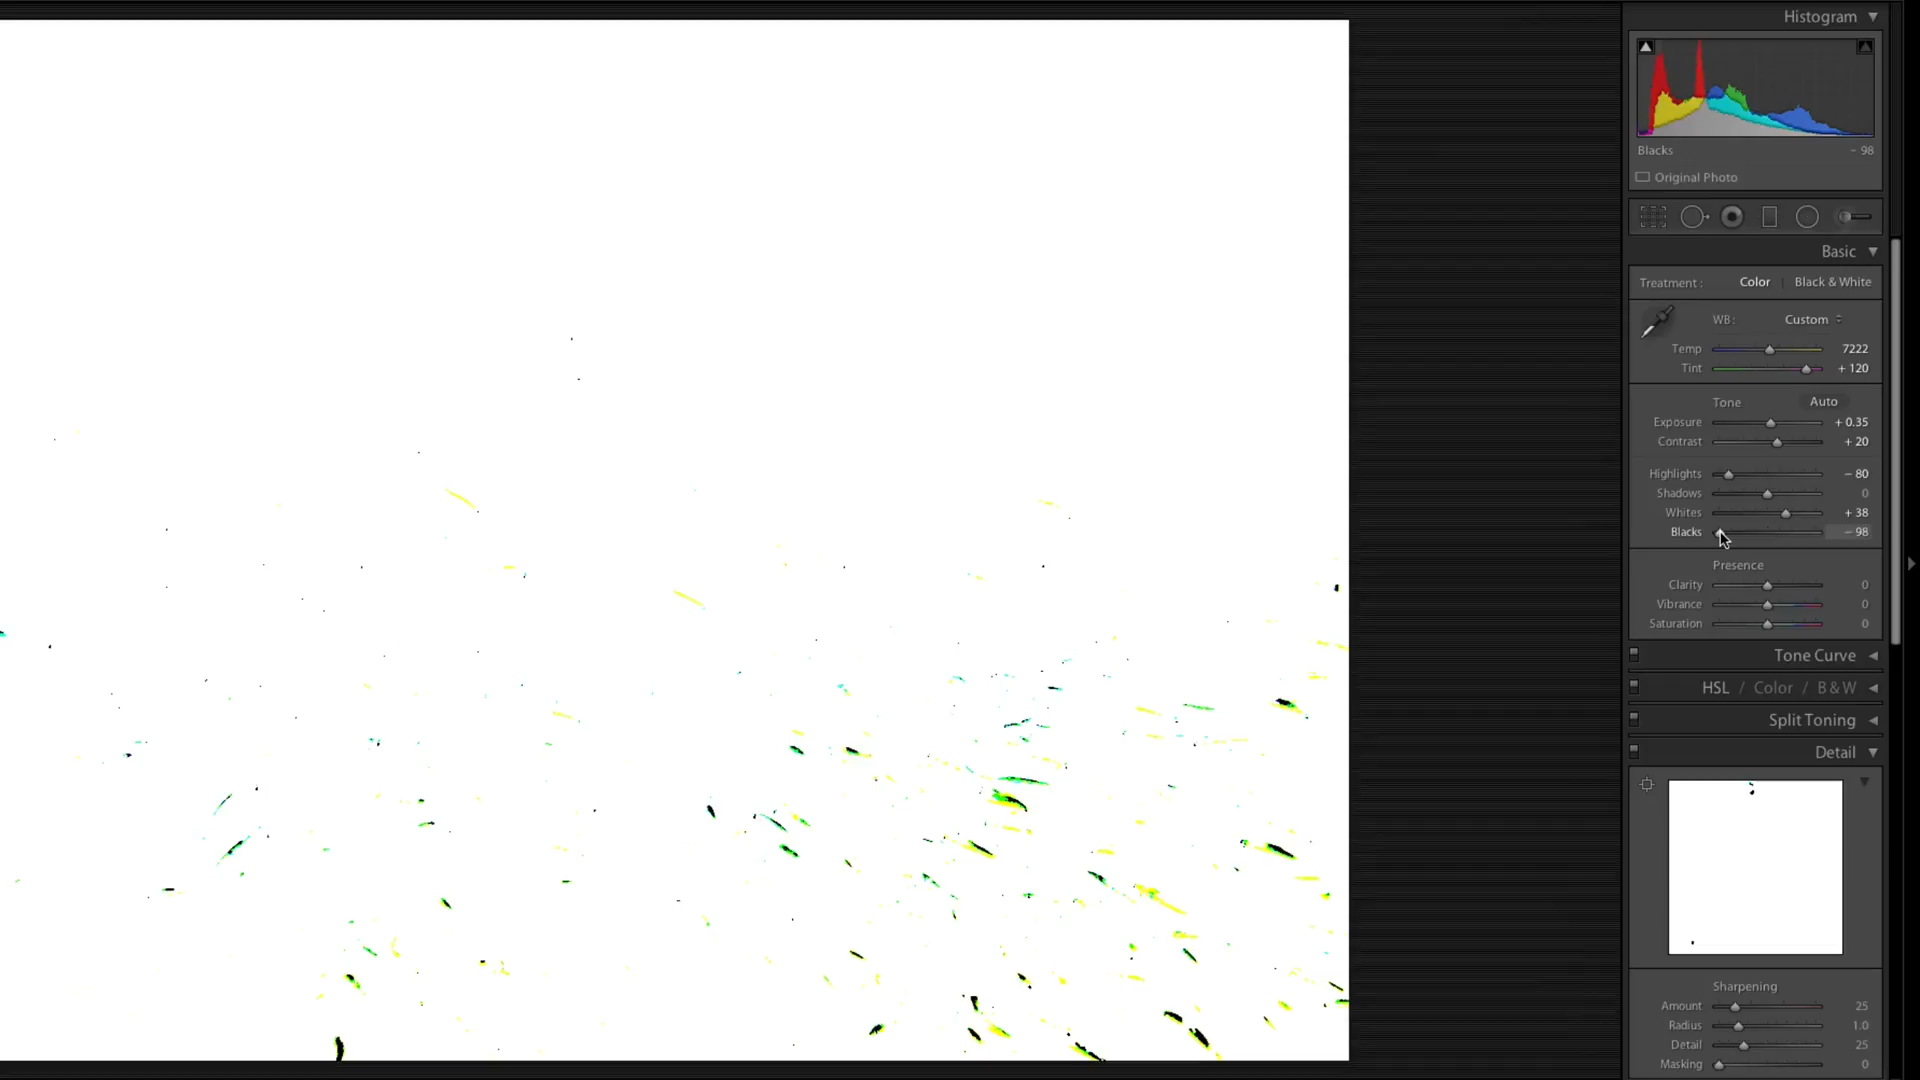 Histogram
Blacks - 98
Original Photo
Basic
Treatment : Color | Black & White
WB: Custom
Temp 7222
Tint + 120
Tone Auto
Exposure + 0.35
Contrast + 20
Highlights - 80
Shadows 0
Whites + 38
Blacks - 98
Presence
Clarity 0
Vibrance 0
Saturation 0
Tone Curve
HSL / Color / B & W
Split Toning
Detail
Sharpening
Amount 25
Radius 1.0
Detail 25
Masking 0